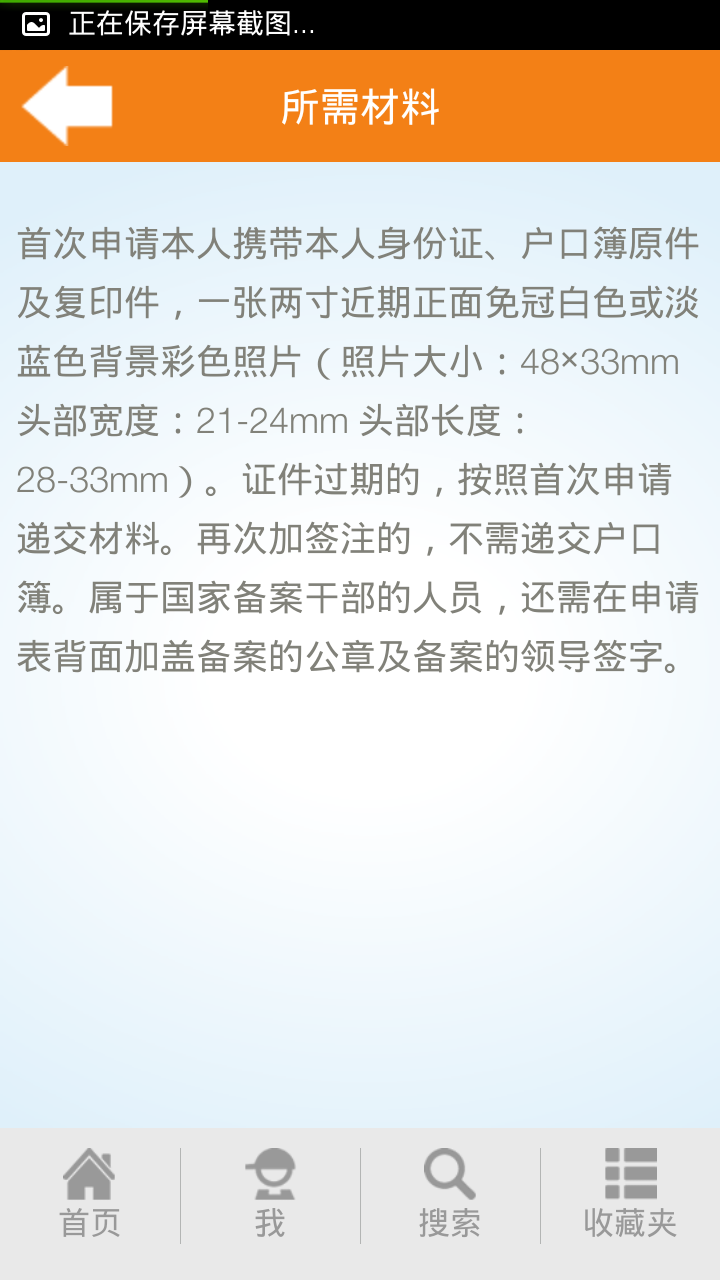 正在保存屏幕截图...
所需材料
首次申请本人携带本人身份证、户口簿原件
及复印件，一张两寸近期正面免冠白色或淡
蓝色背景彩色照片（照片大小：48×33mm
头部宽度：21-24mm 头部长度：
28-33mm）。证件过期的，按照首次申请
递交材料。再次加签注的，不需递交户口
簿。属于国家备案干部的人员，还需在申请
表背面加盖备案的公章及备案的领导签字。
首页
我
搜索
收藏夹